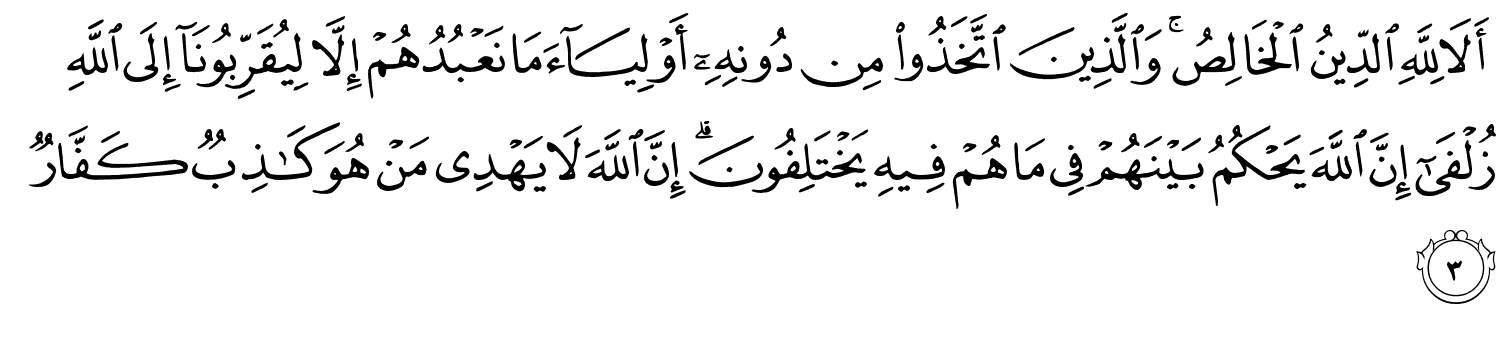 أَلَا لِلَّهِ ٱلدِّينُ ٱلْخَالِصُ ۚ وَٱلَّذِينَ ٱتَّخَذُوا۟ مِن دُونِهِۦٓ أَوْلِيَآءَ مَا نَعْبُدُهُمْ إِلَّا لِيُقَرِّبُونَآ إِلَى ٱللَّهِ
زُلْفَىٰٓ إِنَّ ٱللَّهَ يَحْكُمُ بَيْنَهُمْ فِى مَا هُمْ فِيهِ يَخْتَلِفُونَ ۗ إِنَّ ٱللَّهَ لَا يَهْدِى مَنْ هُوَ كَـٰذِبٌ كَفَّارٌ
٣